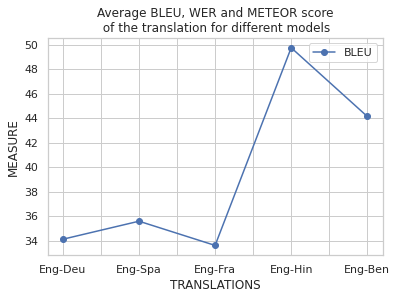 Average BLEU, WER and METEOR score
of the translation for different models
BLEU
50
48
46
44
42
40
38
36
34
MEASURE
Eng-Deu
Eng-Spa
Eng-Fra
Eng-Hin
Eng-Ben
TRANSLATIONS